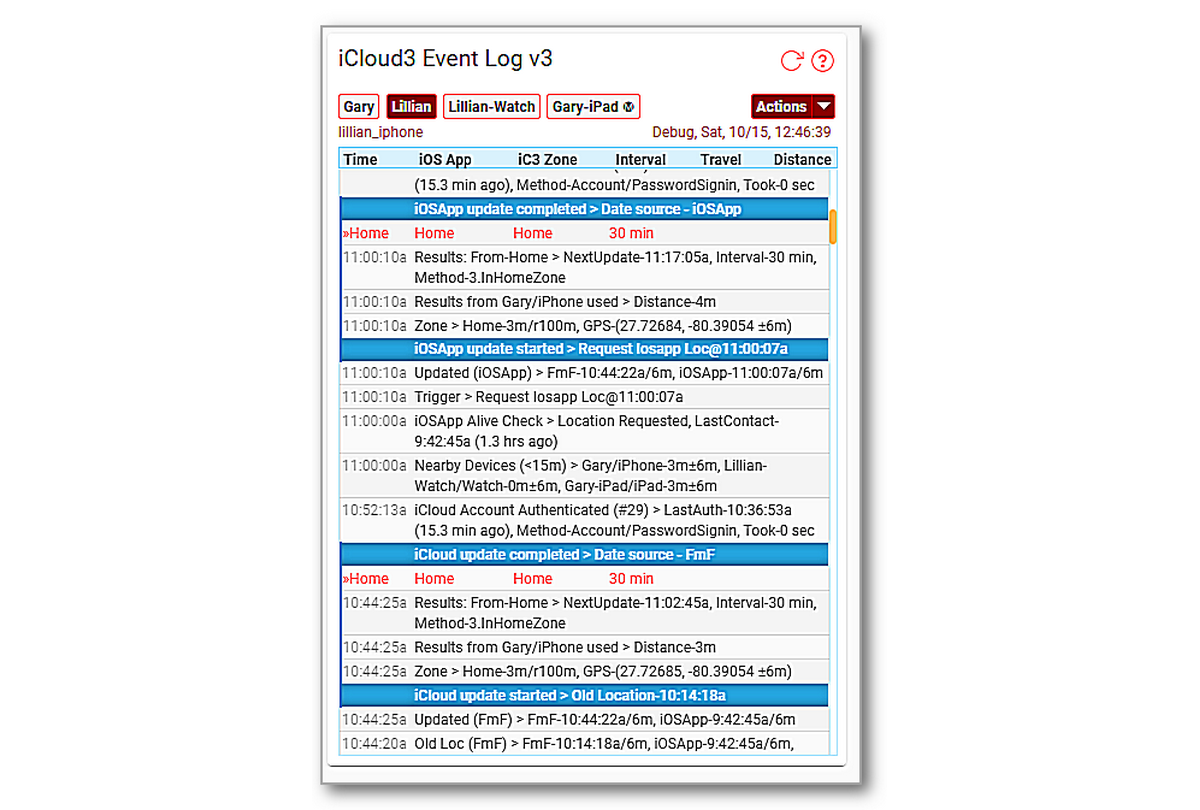 iCloud3 Event Log v3
Gary Lillian Lillian-Watch Gary-iPad Ⓜ Actions
lillian_iphone Debug, Sat, 10/15, 12:46:39
Time iOS App iC3 Zone Interval Travel Distance
(15.3 min ago), Method-Account/PasswordSignin, Took-0 sec
iOSApp update completed > Date source - iOSApp
»Home Home Home 30 min
11:00:10a Results: From-Home > NextUpdate-11:17:05a, Interval-30 min,
Method-3.InHomeZone
11:00:10a Results from Gary/iPhone used > Distance-4m
11:00:10a Zone > Home-3m/r100m, GPS-(27.72684, -80.39054 ±6m)
iOSApp update started > Request Iosapp Loc@11:00:07a
11:00:10a Updated (iOSApp) > FmF-10:44:22a/6m, iOSApp-11:00:07a/6m
11:00:10a Trigger > Request Iosapp Loc@11:00:07a
11:00:00a iOSApp Alive Check > Location Requested, LastContact-
9:42:45a (1.3 hrs ago)
11:00:00a Nearby Devices (<15m) > Gary/iPhone-3m±6m, Lillian-
Watch/Watch-0m±6m, Gary-iPad/iPad-3m±6m
10:52:13a iCloud Account Authenticated (#29) > LastAuth-10:36:53a
(15.3 min ago), Method-Account/PasswordSignin, Took-0 sec
iCloud update completed > Date source - FmF
»Home Home Home 30 min
10:44:25a Results: From-Home > NextUpdate-11:02:45a, Interval-30 min,
Method-3.InHomeZone
10:44:25a Results from Gary/iPhone used > Distance-3m
10:44:25a Zone > Home-3m/r100m, GPS-(27.72685, -80.39054 ±6m)
iCloud update started > Old Location-10:14:18a
10:44:25a Updated (FmF) > FmF-10:44:22a/6m, iOSApp-9:42:45a/6m
10:44:20a Old Loc (FmF) > FmF-10:14:18a/6m, iOSApp-9:42:45a/6m,